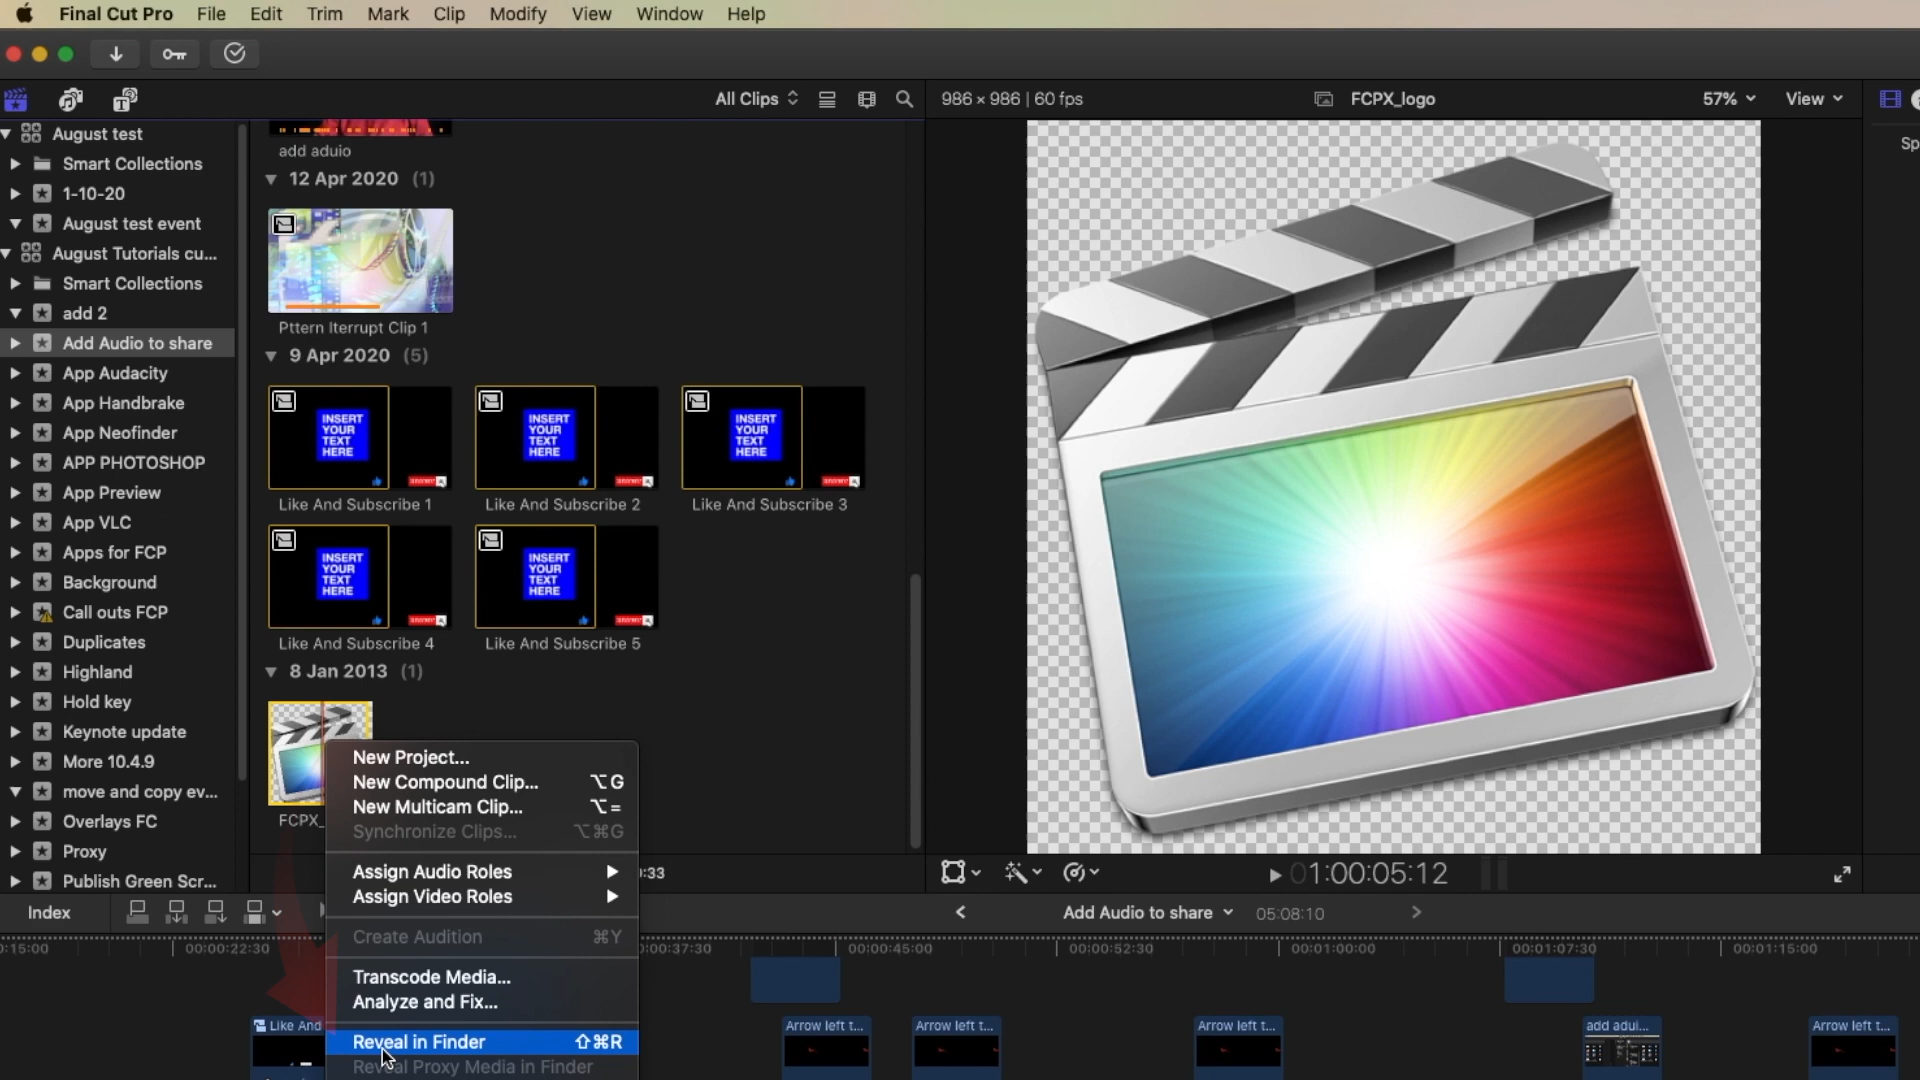 Final Cut Pro File Edit Trim Mark Clip Modify View Window Help
All Clips
986 × 986 | 60 fps
FCPX_logo
57%
View
Sp
August test
Smart Collections
1-10-20
August test event
August Tutorials cu...
Smart Collections
add 2
Add Audio to share
App Audacity
App Handbrake
App Neofinder
APP PHOTOSHOP
App Preview
App VLC
Apps for FCP
Background
Call outs FCP
Duplicates
Highland
Hold key
Keynote update
More 10.4.9
move and copy ev...
Overlays FC
Proxy
Publish Green Scr...
add aduio
12 Apr 2020 (1)
Pttern Iterrupt Clip 1
9 Apr 2020 (5)
INSERT
YOUR
TEXT
HERE
INSERT
YOUR
TEXT
HERE
INSERT
YOUR
TEXT
HERE
Like And Subscribe 1
Like And Subscribe 2
Like And Subscribe 3
INSERT
YOUR
TEXT
HERE
INSERT
YOUR
TEXT
HERE
Like And Subscribe 4
Like And Subscribe 5
8 Jan 2013 (1)
FCPX_
New Project...
New Compound Clip... ⌥G
New Multicam Clip... ⌥=
Synchronize Clips... ⌥⌘G
Assign Audio Roles
Assign Video Roles
Create Audition ⌘Y
Transcode Media...
Analyze and Fix...
Reveal in Finder ⇧⌘R
Reveal Proxy Media in Finder
:33
01:00:05:12
Index
Add Audio to share
05:08:10
0:15:00 00:00:22:30 0:00:37:30 00:00:45:00 00:00:52:30 00:01:00:00 00:01:07:30 00:01:15:00
Like And
Arrow left t...
Arrow left t...
Arrow left t...
add adui...
Arrow left t...